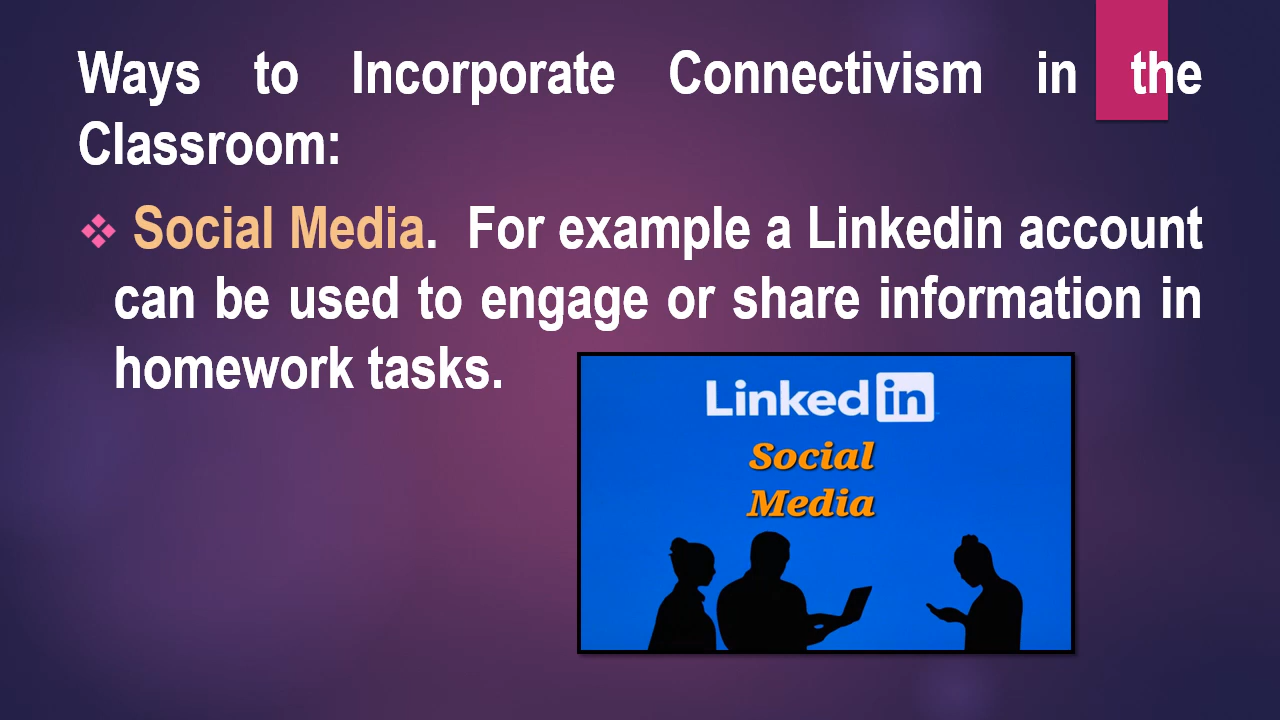 Ways to Incorporate Connectivism in the
Classroom:
❖ Social Media.  For example a Linkedin account
can be used to engage or share information in
homework tasks.
Linkedin
Social
Media